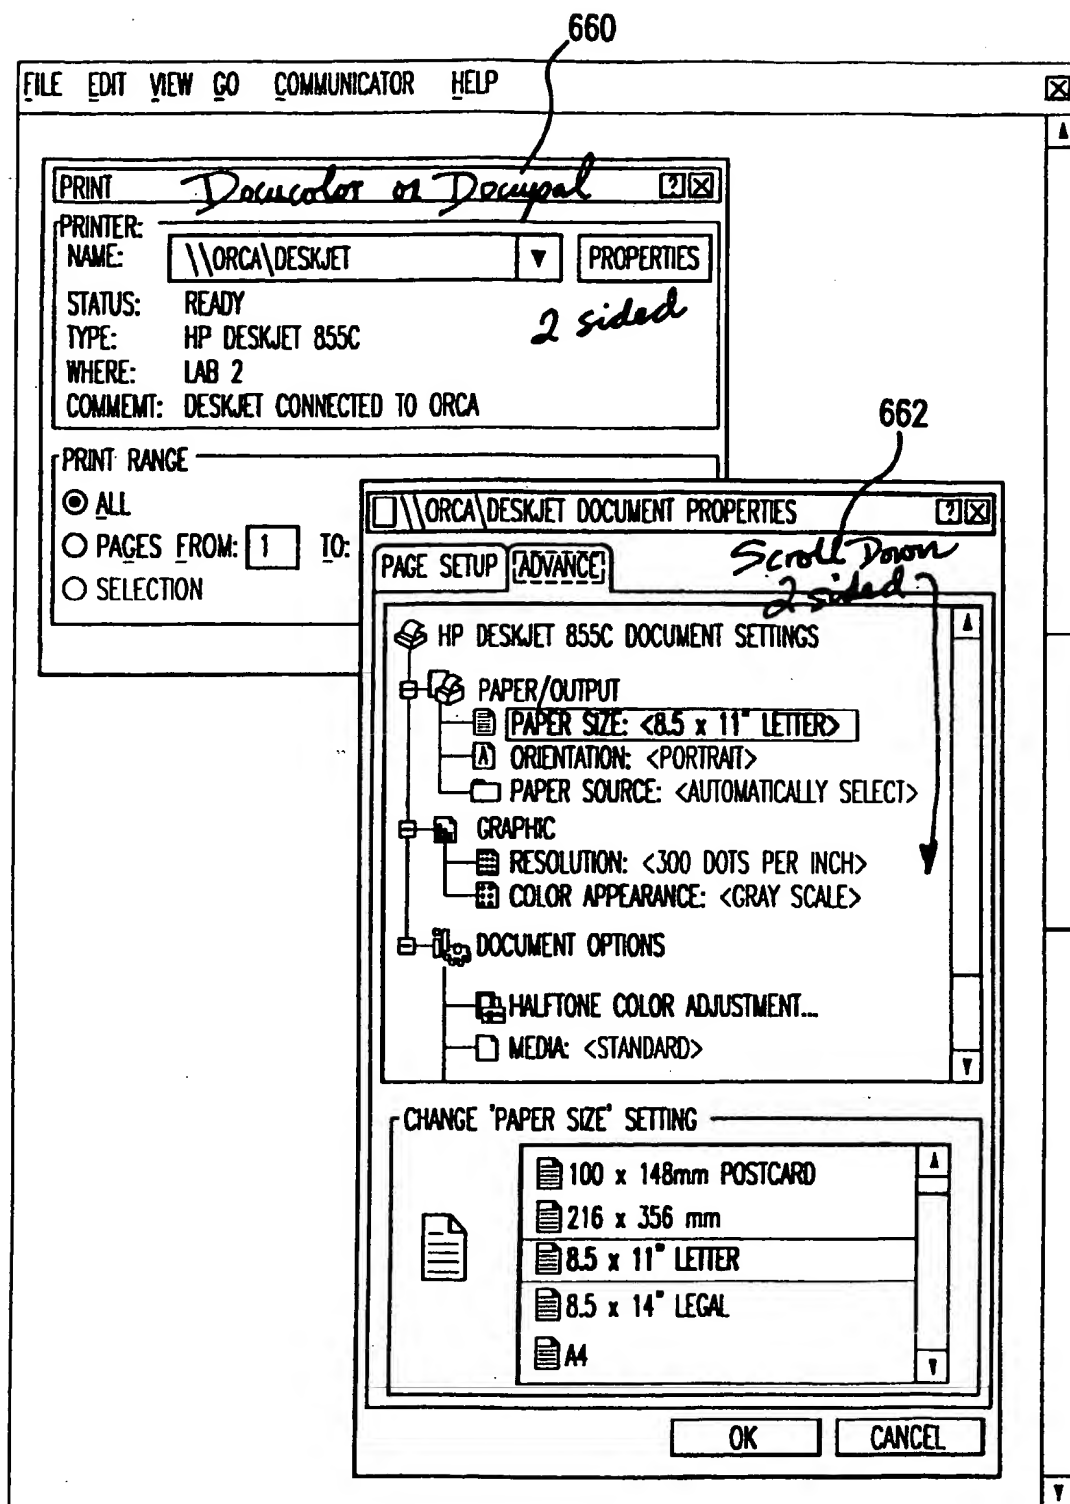 660
FILE EDIT VIEW GO COMMUNICATOR HELP
PRINT Docucolor or Docupal
PRINTER:
NAME: \\ORCA\DESKJET PROPERTIES
STATUS: READY
2 sided
TYPE: HP DESKJET 855C
WHERE: LAB 2
COMMEMT: DESKJET CONNECTED TO ORCA
662
PRINT RANGE
ALL
PAGES FROM: 1 TO:
SELECTION
\\ORCA\DESKJET DOCUMENT PROPERTIES
Scroll Down
2 sided
PAGE SETUP ADVANCE
HP DESKJET 855C DOCUMENT SETTINGS
PAPER/OUTPUT
PAPER SIZE: <8.5 x 11" LETTER>
ORIENTATION: <PORTRAIT>
PAPER SOURCE: <AUTOMATICALLY SELECT>
GRAPHIC
RESOLUTION: <300 DOTS PER INCH>
COLOR APPEARANCE: <GRAY SCALE>
DOCUMENT OPTIONS
HALFTONE COLOR ADJUSTMENT...
MEDIA: <STANDARD>
CHANGE 'PAPER SIZE' SETTING
100 x 148mm POSTCARD
216 x 356 mm
8.5 x 11" LETTER
8.5 x 14" LEGAL
A4
OK CANCEL